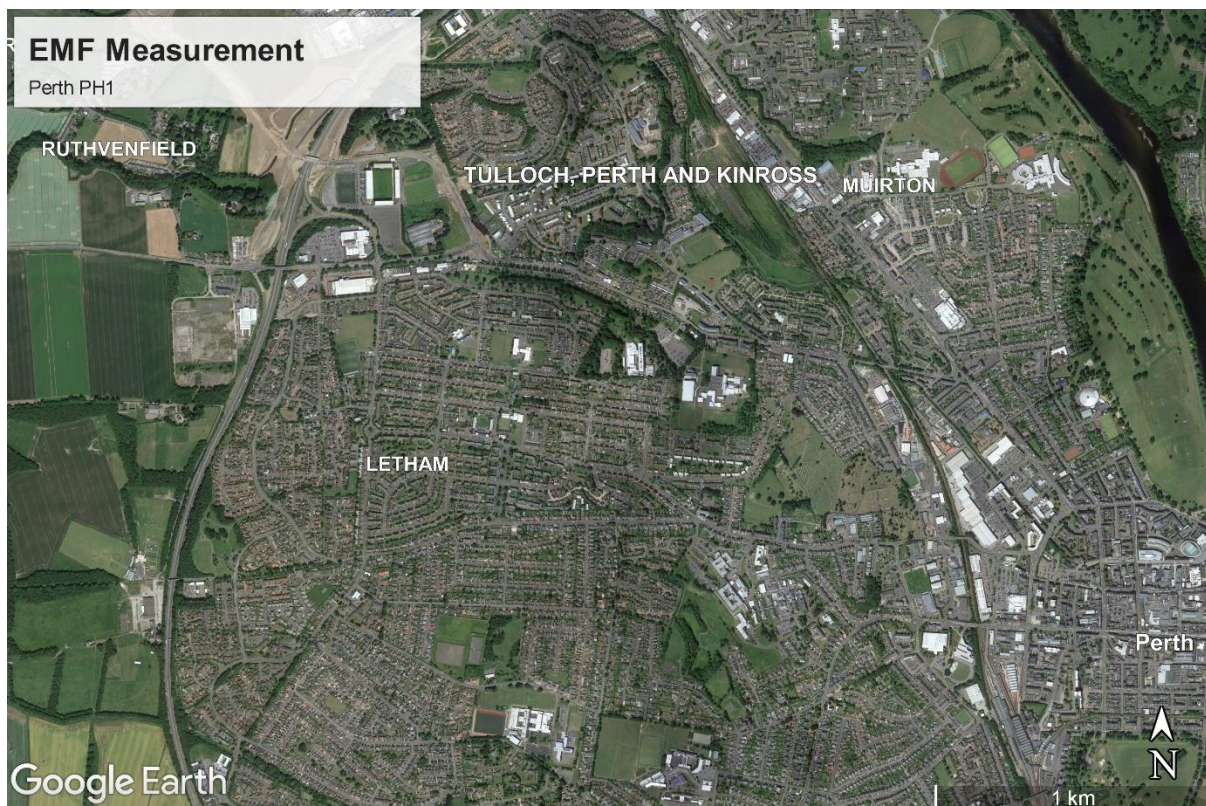 EMF Measurement
Perth PH1
RUTHVENFIELD
TULLOCH, PERTH AND KINROSS
MUIRTON
LETHAM
Perth
N
Google Earth
1 km